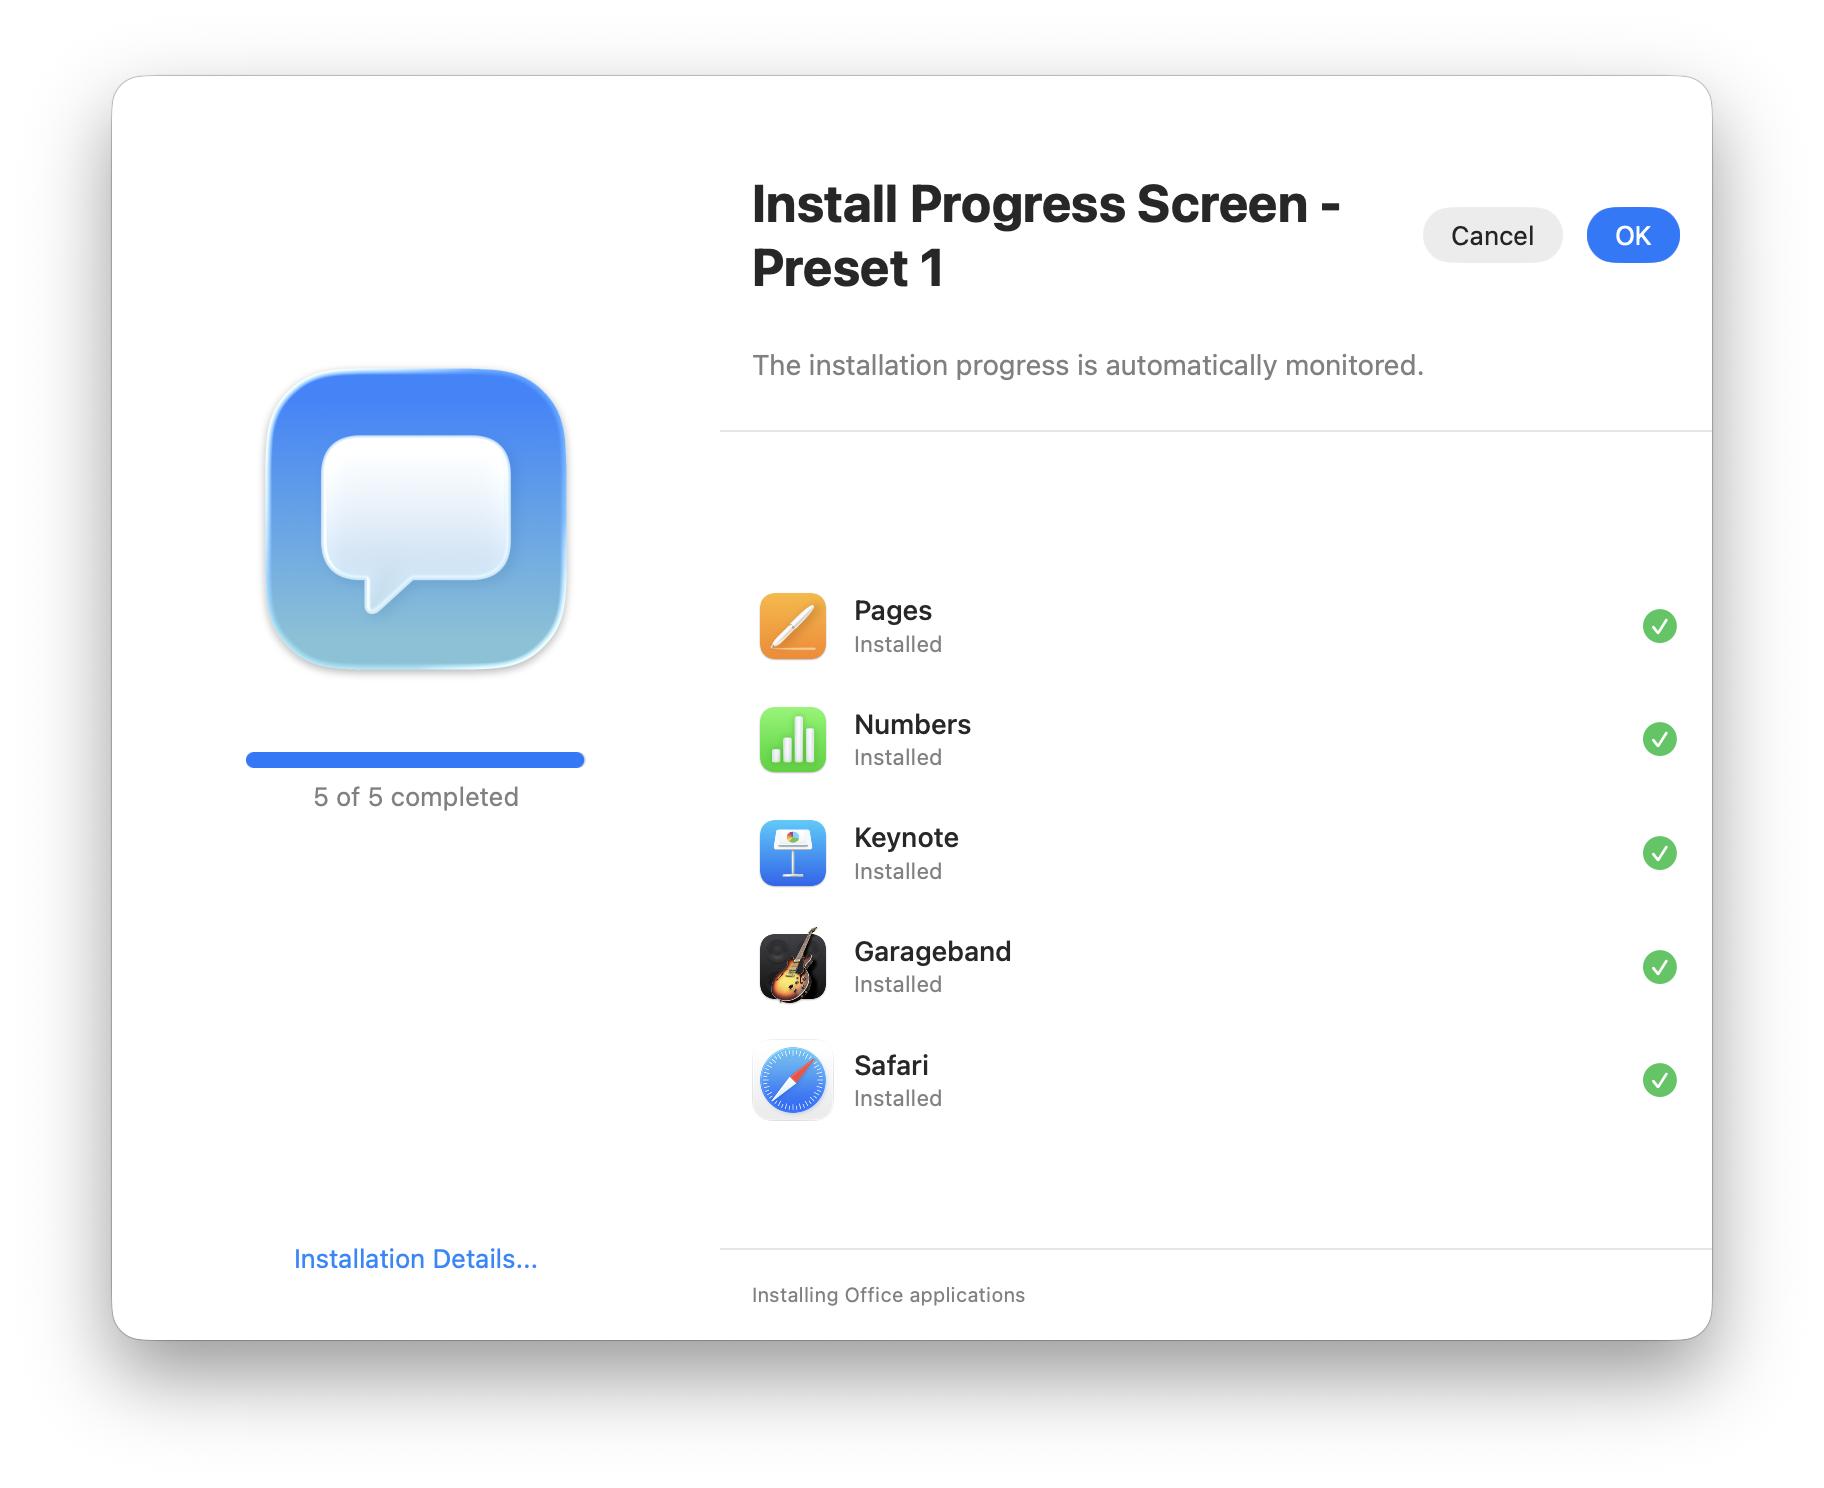 Install Progress Screen -
Preset 1
Cancel
OK
The installation progress is automatically monitored.
5 of 5 completed
Pages
Installed
Numbers
Installed
Keynote
Installed
Garageband
Installed
Safari
Installed
Installation Details...
Installing Office applications